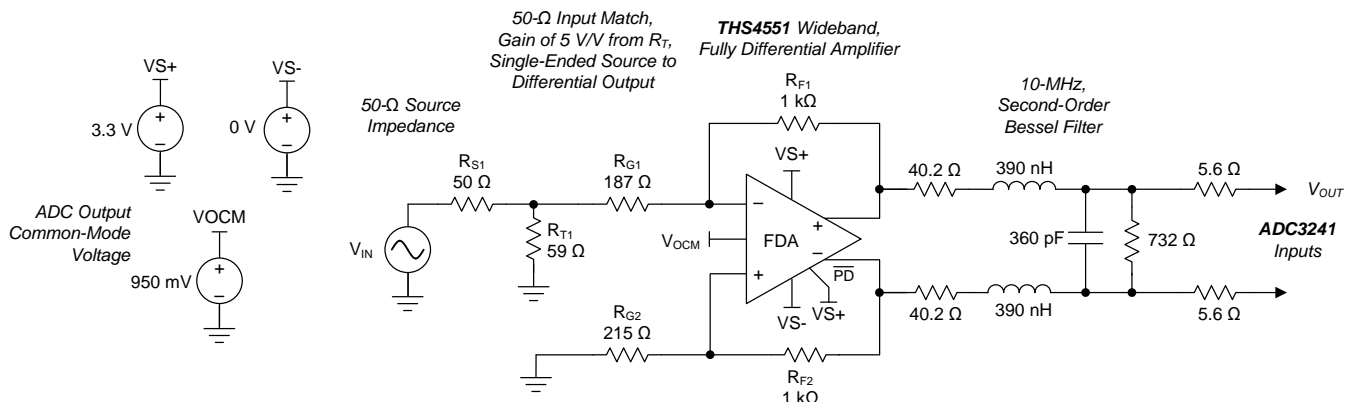 50-Ω Input Match,
Gain of 5 V/V from RT,
Single-Ended Source to
Differential Output
THS4551 Wideband,
Fully Differential Amplifier
VS+
3.3 V
VS-
0 V
50-Ω Source
Impedance
RF1
1 kΩ
10-MHz,
Second-Order
Bessel Filter
ADC Output
Common-Mode
Voltage
VOCM
950 mV
VIN
RS1
50 Ω
RT1
59 Ω
RG1
187 Ω
VS+
VOCM
FDA
PD
VS-
VS+
RG2
215 Ω
RF2
1 kΩ
40.2 Ω
390 nH
5.6 Ω
VOUT
360 pF
732 Ω
ADC3241
Inputs
40.2 Ω
390 nH
5.6 Ω